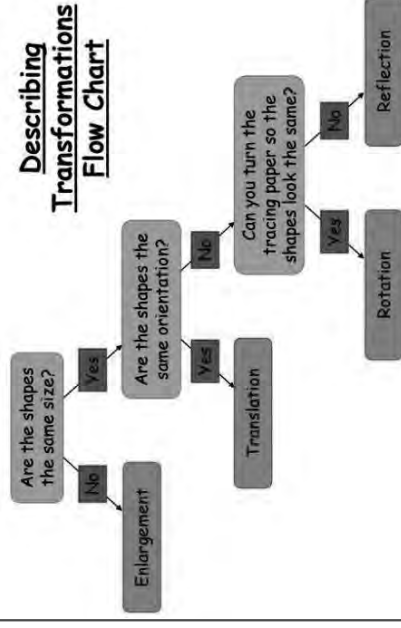 Describing
Transformations
Flow Chart
Are the shapes
the same size?
No
Yes
Enlargement
Are the shapes the
same orientation?
Yes
No
Translation
Can you turn the
tracing paper so the
shapes look the same?
Yes
No
Rotation
Reflection